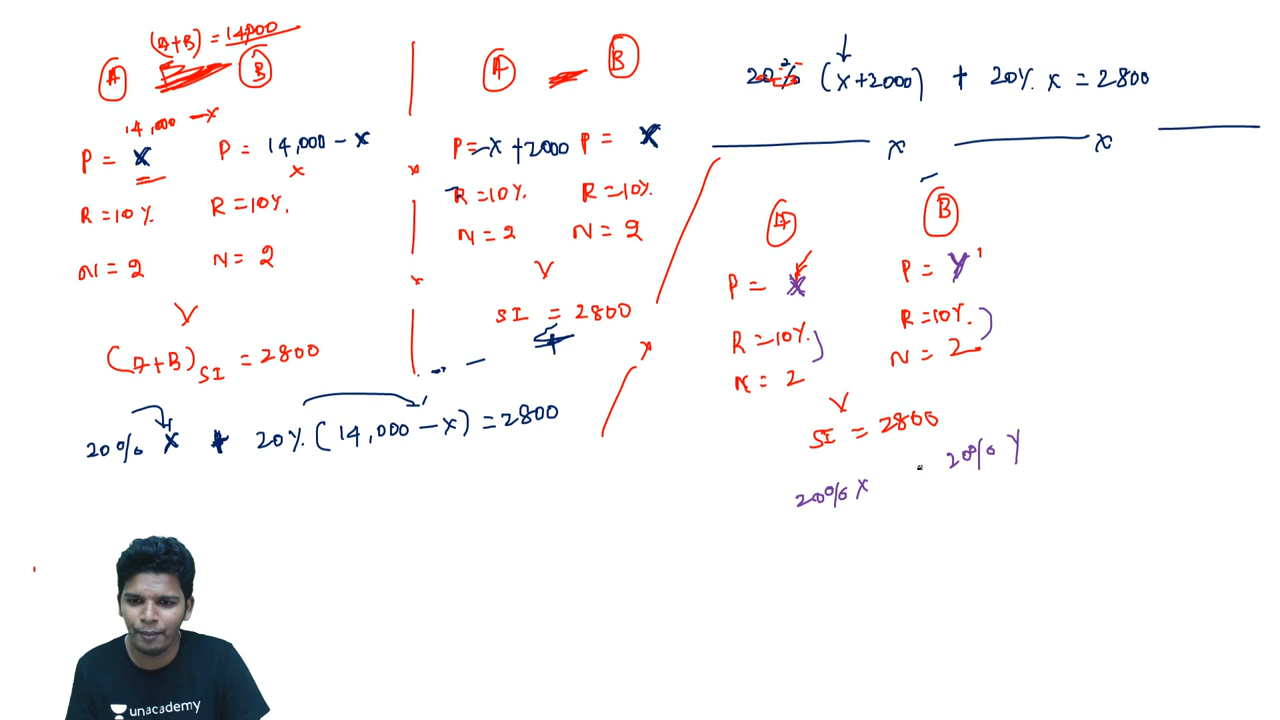 (A+B) = 14000
A B
14,000 - x
P = x P = 14,000 - x
x
R = 10% R = 10%
N = 2 N = 2
(A+B)SI = 2800
20% x + 20% (14,000 - x) = 2800
A B
P = x + 2000 P = x
R = 10% R = 10%
N = 2 N = 2
SI = 2800
20% (x + 2000) + 20% x = 2800
x x
A B
P = x P = y
R = 10% R = 10%
N = 2 N = 2
SI = 2800
20% x 20% y
unacademy